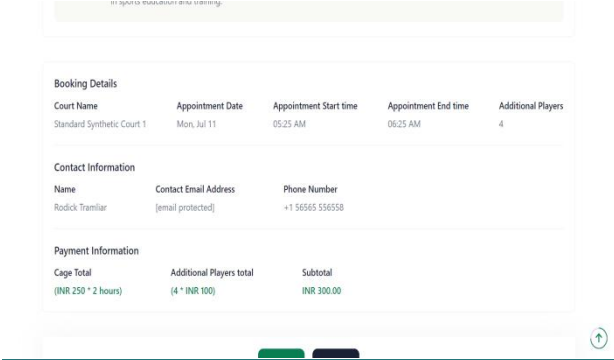 in sports education and training.
Booking Details
Court Name Appointment Date Appointment Start time Appointment End time Additional Players
Standard Synthetic Court 1 Mon, Jul 11 05:25 AM 06:25 AM 4
Contact Information
Name Contact Email Address Phone Number
Rodick Tramliar [email protected] +1 56565 556558
Payment Information
Cage Total Additional Players total Subtotal
(INR 250 * 2 hours) (4 * INR 100) INR 300.00